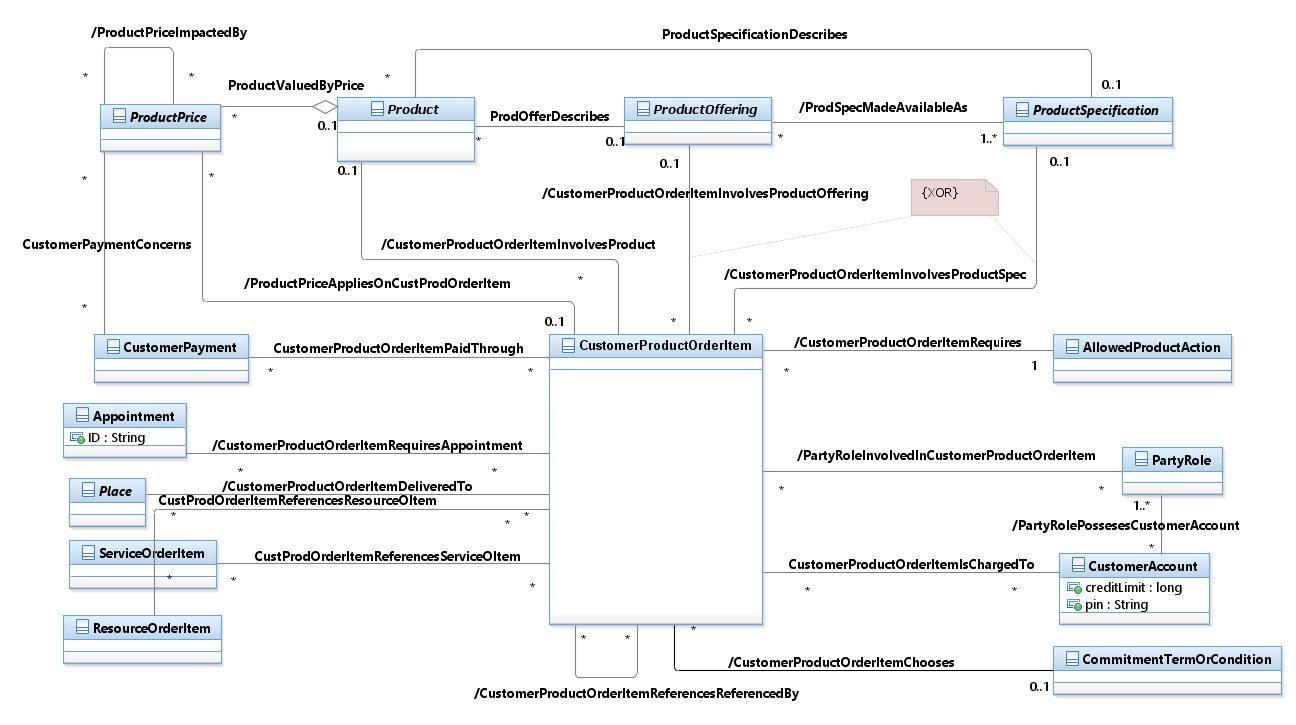 /ProductPriceImpactedBy
ProductSpecificationDescribes
* * ProductValuedByPrice * 0..1
ProductPrice * 0..1 Product ProdOfferDescribes * 0..1 ProductOffering /ProdSpecMadeAvailableAs * 1..* ProductSpecification
0..1 0..1 0..1
* *
/CustomerProductOrderItemInvolvesProductOffering {XOR}
CustomerPaymentConcerns /CustomerProductOrderItemInvolvesProduct
/ProductPriceAppliesOnCustProdOrderItem * /CustomerProductOrderItemInvolvesProductSpec
* 0..1 * *
CustomerPayment CustomerProductOrderItemPaidThrough CustomerProductOrderItem /CustomerProductOrderItemRequires AllowedProductAction
* * * 1
Appointment
ID : String /CustomerProductOrderItemRequiresAppointment
* *
/PartyRoleInvolvedInCustomerProductOrderItem PartyRole
* *
Place /CustomerProductOrderItemDeliveredTo
CustProdOrderItemReferencesResourceOItem
* * * 1..*
/PartyRolePossesesCustomerAccount
*
ServiceOrderItem CustProdOrderItemReferencesServiceOItem
* * *
CustomerProductOrderItemIsChargedTo CustomerAccount
* * creditLimit : long
pin : String
ResourceOrderItem
* * *
/CustomerProductOrderItemChooses CommitmentTermOrCondition
0..1
/CustomerProductOrderItemReferencesReferencedBy